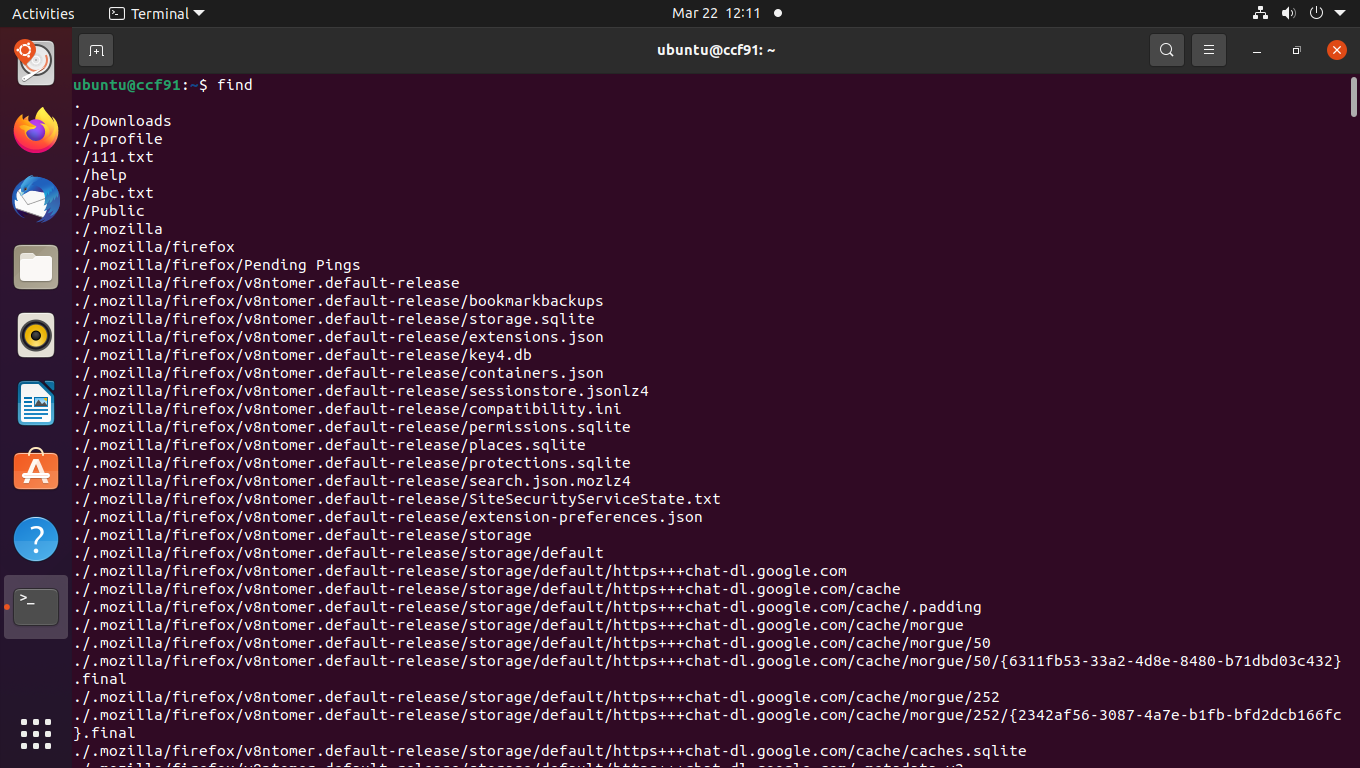 Activities
Terminal
Mar 22 12:11
ubuntu@ccf91: ~
ubuntu@ccf91:~$ find
.
./Downloads
./.profile
./111.txt
./help
./abc.txt
./Public
./.mozilla
./.mozilla/firefox
./.mozilla/firefox/Pending Pings
./.mozilla/firefox/v8ntomer.default-release
./.mozilla/firefox/v8ntomer.default-release/bookmarkbackups
./.mozilla/firefox/v8ntomer.default-release/storage.sqlite
./.mozilla/firefox/v8ntomer.default-release/extensions.json
./.mozilla/firefox/v8ntomer.default-release/key4.db
./.mozilla/firefox/v8ntomer.default-release/containers.json
./.mozilla/firefox/v8ntomer.default-release/sessionstore.jsonlz4
./.mozilla/firefox/v8ntomer.default-release/compatibility.ini
./.mozilla/firefox/v8ntomer.default-release/permissions.sqlite
./.mozilla/firefox/v8ntomer.default-release/places.sqlite
./.mozilla/firefox/v8ntomer.default-release/protections.sqlite
./.mozilla/firefox/v8ntomer.default-release/search.json.mozlz4
./.mozilla/firefox/v8ntomer.default-release/SiteSecurityServiceState.txt
./.mozilla/firefox/v8ntomer.default-release/extension-preferences.json
./.mozilla/firefox/v8ntomer.default-release/storage
./.mozilla/firefox/v8ntomer.default-release/storage/default
./.mozilla/firefox/v8ntomer.default-release/storage/default/https+++chat-dl.google.com
./.mozilla/firefox/v8ntomer.default-release/storage/default/https+++chat-dl.google.com/cache
./.mozilla/firefox/v8ntomer.default-release/storage/default/https+++chat-dl.google.com/cache/.padding
./.mozilla/firefox/v8ntomer.default-release/storage/default/https+++chat-dl.google.com/cache/morgue
./.mozilla/firefox/v8ntomer.default-release/storage/default/https+++chat-dl.google.com/cache/morgue/50
./.mozilla/firefox/v8ntomer.default-release/storage/default/https+++chat-dl.google.com/cache/morgue/50/{6311fb53-33a2-4d8e-8480-b71dbd03c432}
.final
./.mozilla/firefox/v8ntomer.default-release/storage/default/https+++chat-dl.google.com/cache/morgue/252
./.mozilla/firefox/v8ntomer.default-release/storage/default/https+++chat-dl.google.com/cache/morgue/252/{2342af56-3087-4a7e-b1fb-bfd2dcb166fc
}.final
./.mozilla/firefox/v8ntomer.default-release/storage/default/https+++chat-dl.google.com/cache/caches.sqlite